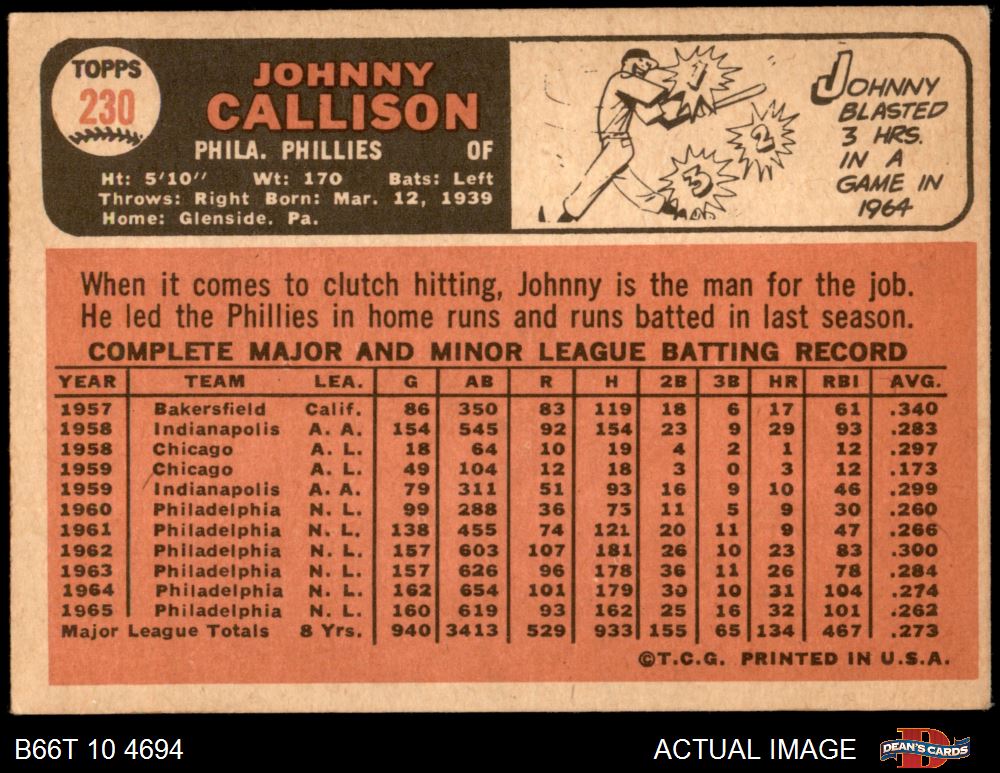 TOPPS
230
JOHNNY
CALLISON
PHILA. PHILLIES OF
Ht: 5'10" Wt: 170 Bats: Left
Throws: Right Born: Mar. 12, 1939
Home: Glenside. Pa.
1
2
3
JOHNNY
BLASTED
3 HRS.
IN A
GAME IN
1964
When it comes to clutch hitting, Johnny is the man for the job.
He led the Phillies in home runs and runs batted in last season.
COMPLETE MAJOR AND MINOR LEAGUE BATTING RECORD
YEAR TEAM LEA. G AB R H 2B 3B HR RBI AVG.
1957 Bakersfield Calif. 86 350 83 119 18 6 17 61 .340
1958 Indianapolis A. A. 154 545 92 154 23 9 29 93 .283
1958 Chicago A. L. 18 64 10 19 4 2 1 12 .297
1959 Chicago A. L. 49 104 12 18 3 0 3 12 .173
1959 Indianapolis A. A. 79 311 51 93 16 9 10 46 .299
1960 Philadelphia N. L. 99 288 36 75 11 5 9 30 .260
1961 Philadelphia N. L. 138 455 74 121 20 11 9 47 .266
1962 Philadelphia N. L. 157 603 107 181 26 10 23 83 .300
1963 Philadelphia N. L. 157 626 96 178 36 11 26 78 .284
1964 Philadelphia N. L. 162 654 101 179 30 10 31 104 .274
1965 Philadelphia N. L. 160 619 93 162 25 16 32 101 .262
Major League Totals 8 Yrs. 940 3413 529 933 155 65 134 467 .273
©T.C.G. PRINTED IN U.S.A.
B66T 10 4694 ACTUAL IMAGE DEAN'S CARDS